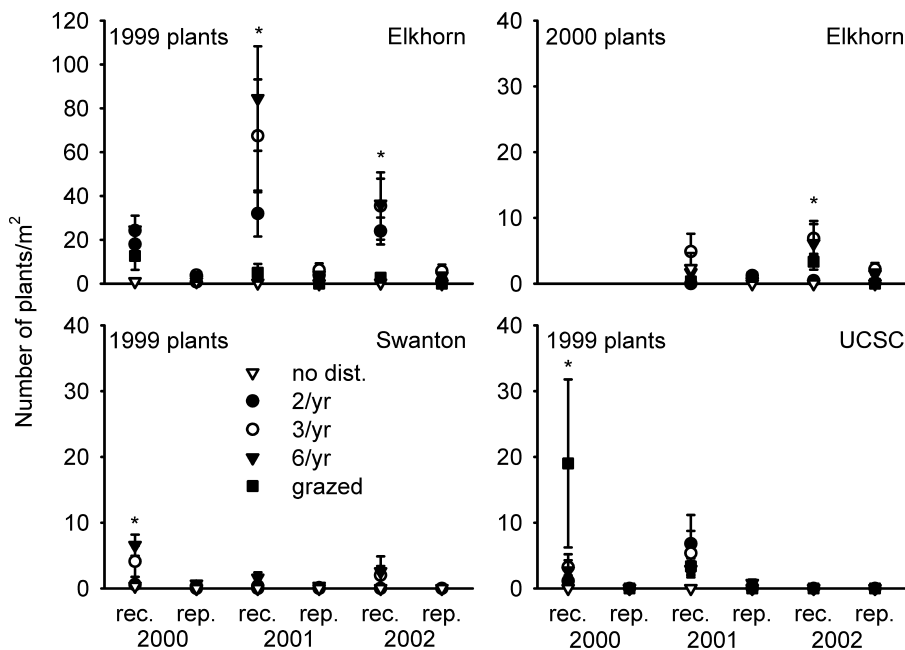 Number of plants/m²
1999 plants Elkhorn
120
100
80
60
40
20
0
*
*
2000 plants Elkhorn
40
30
20
10
0
*
1999 plants Swanton
40
30
20
10
0
*
no dist.
2/yr
3/yr
6/yr
grazed
rec. rep. rec. rep. rec. rep.
2000 2001 2002
1999 plants UCSC
40
30
20
10
0
*
rec. rep. rec. rep. rec. rep.
2000 2001 2002